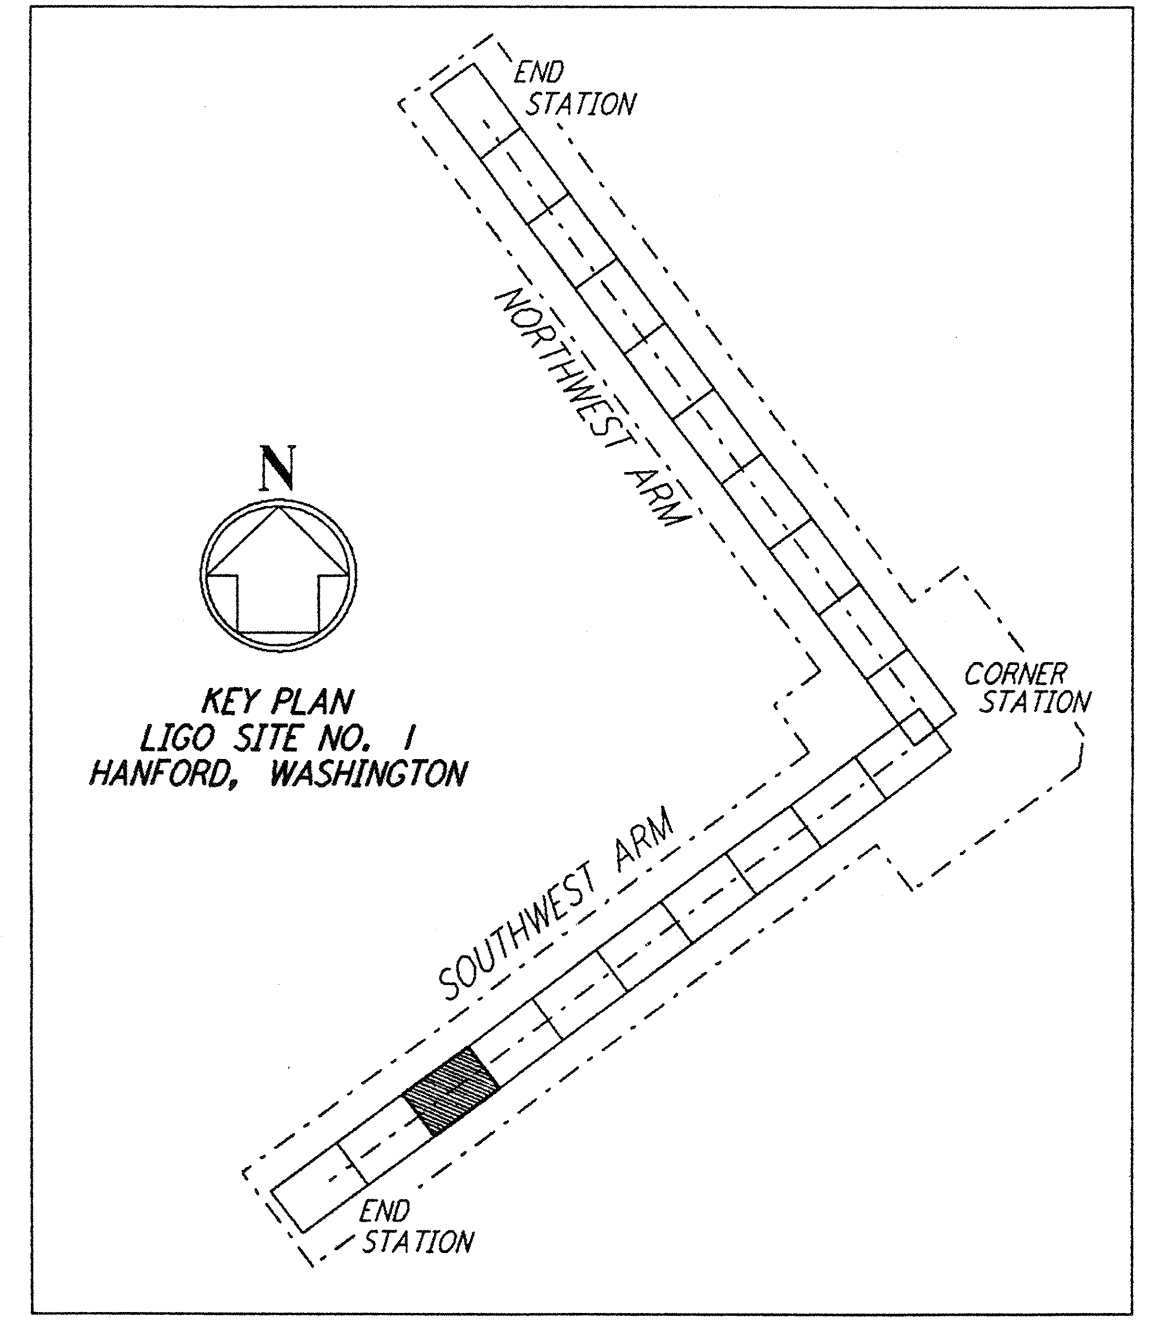 END
STATION
NORTHWEST ARM
N
CORNER
STATION
KEY PLAN
LIGO SITE NO. 1
HANFORD, WASHINGTON
SOUTHWEST ARM
END
STATION